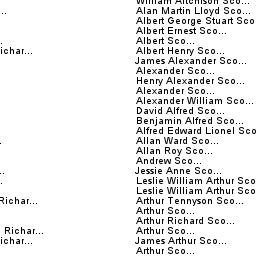 William Aitchison Sco...
.. Alan Martin Lloyd Sco...
Albert George Stuart Sco
Albert Ernest Sco...
. Albert Sco...
ichar... Albert Henry Sco...
James Alexander Sco...
Alexander Sco...
Henry Alexander Sco...
Alexander Sco...
Alexander William Sco...
David Alfred Sco...
Benjamin Alfred Sco...
Alfred Edward Lionel Sco
. Allan Ward Sco...
Allan Roy Sco...
Andrew Sco...
.. Jessie Anne Sco...
. Leslie William Arthur Sco
Leslie William Arthur Sco
Richar... Arthur Tennyson Sco...
Arthur Sco...
Arthur Richard Sco...
Richar... Arthur Sco...
ichar... James Arthur Sco...
Arthur Sco...